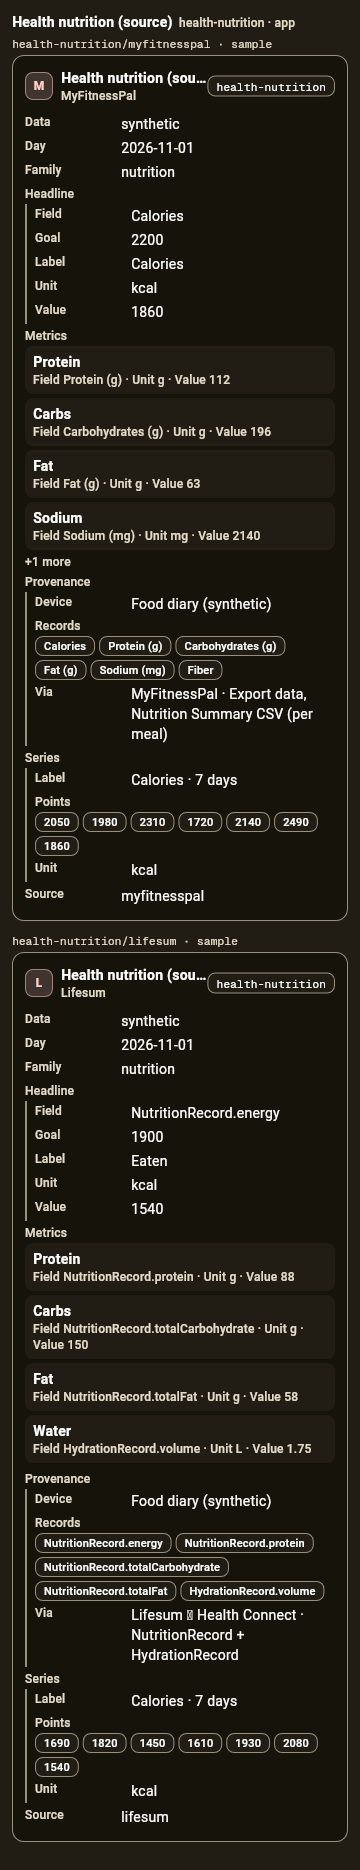 Health nutrition (source) health-nutrition · app
health-nutrition/myfitnesspal · sample
M
Health nutrition (sou…
health-nutrition
MyFitnessPal
Data synthetic
Day 2026-11-01
Family nutrition
Headline
Field Calories
Goal 2200
Label Calories
Unit kcal
Value 1860
Metrics
Protein
Field Protein (g) · Unit g · Value 112
Carbs
Field Carbohydrates (g) · Unit g · Value 196
Fat
Field Fat (g) · Unit g · Value 63
Sodium
Field Sodium (mg) · Unit mg · Value 2140
+1 more
Provenance
Device Food diary (synthetic)
Records
Calories Protein (g) Carbohydrates (g)
Fat (g) Sodium (mg) Fiber
Via MyFitnessPal · Export data,
Nutrition Summary CSV (per
meal)
Series
Label Calories · 7 days
Points
2050 1980 2310 1720 2140 2490
1860
Unit kcal
Source myfitnesspal
health-nutrition/lifesum · sample
L
Health nutrition (sou…
health-nutrition
Lifesum
Data synthetic
Day 2026-11-01
Family nutrition
Headline
Field NutritionRecord.energy
Goal 1900
Label Eaten
Unit kcal
Value 1540
Metrics
Protein
Field NutritionRecord.protein · Unit g · Value 88
Carbs
Field NutritionRecord.totalCarbohydrate · Unit g ·
Value 150
Fat
Field NutritionRecord.totalFat · Unit g · Value 58
Water
Field HydrationRecord.volume · Unit L · Value 1.75
Provenance
Device Food diary (synthetic)
Records
NutritionRecord.energy NutritionRecord.protein
NutritionRecord.totalCarbohydrate
NutritionRecord.totalFat HydrationRecord.volume
Via Lifesum Health Connect ·
NutritionRecord +
HydrationRecord
Series
Label Calories · 7 days
Points
1690 1820 1450 1610 1930 2080
1540
Unit kcal
Source lifesum